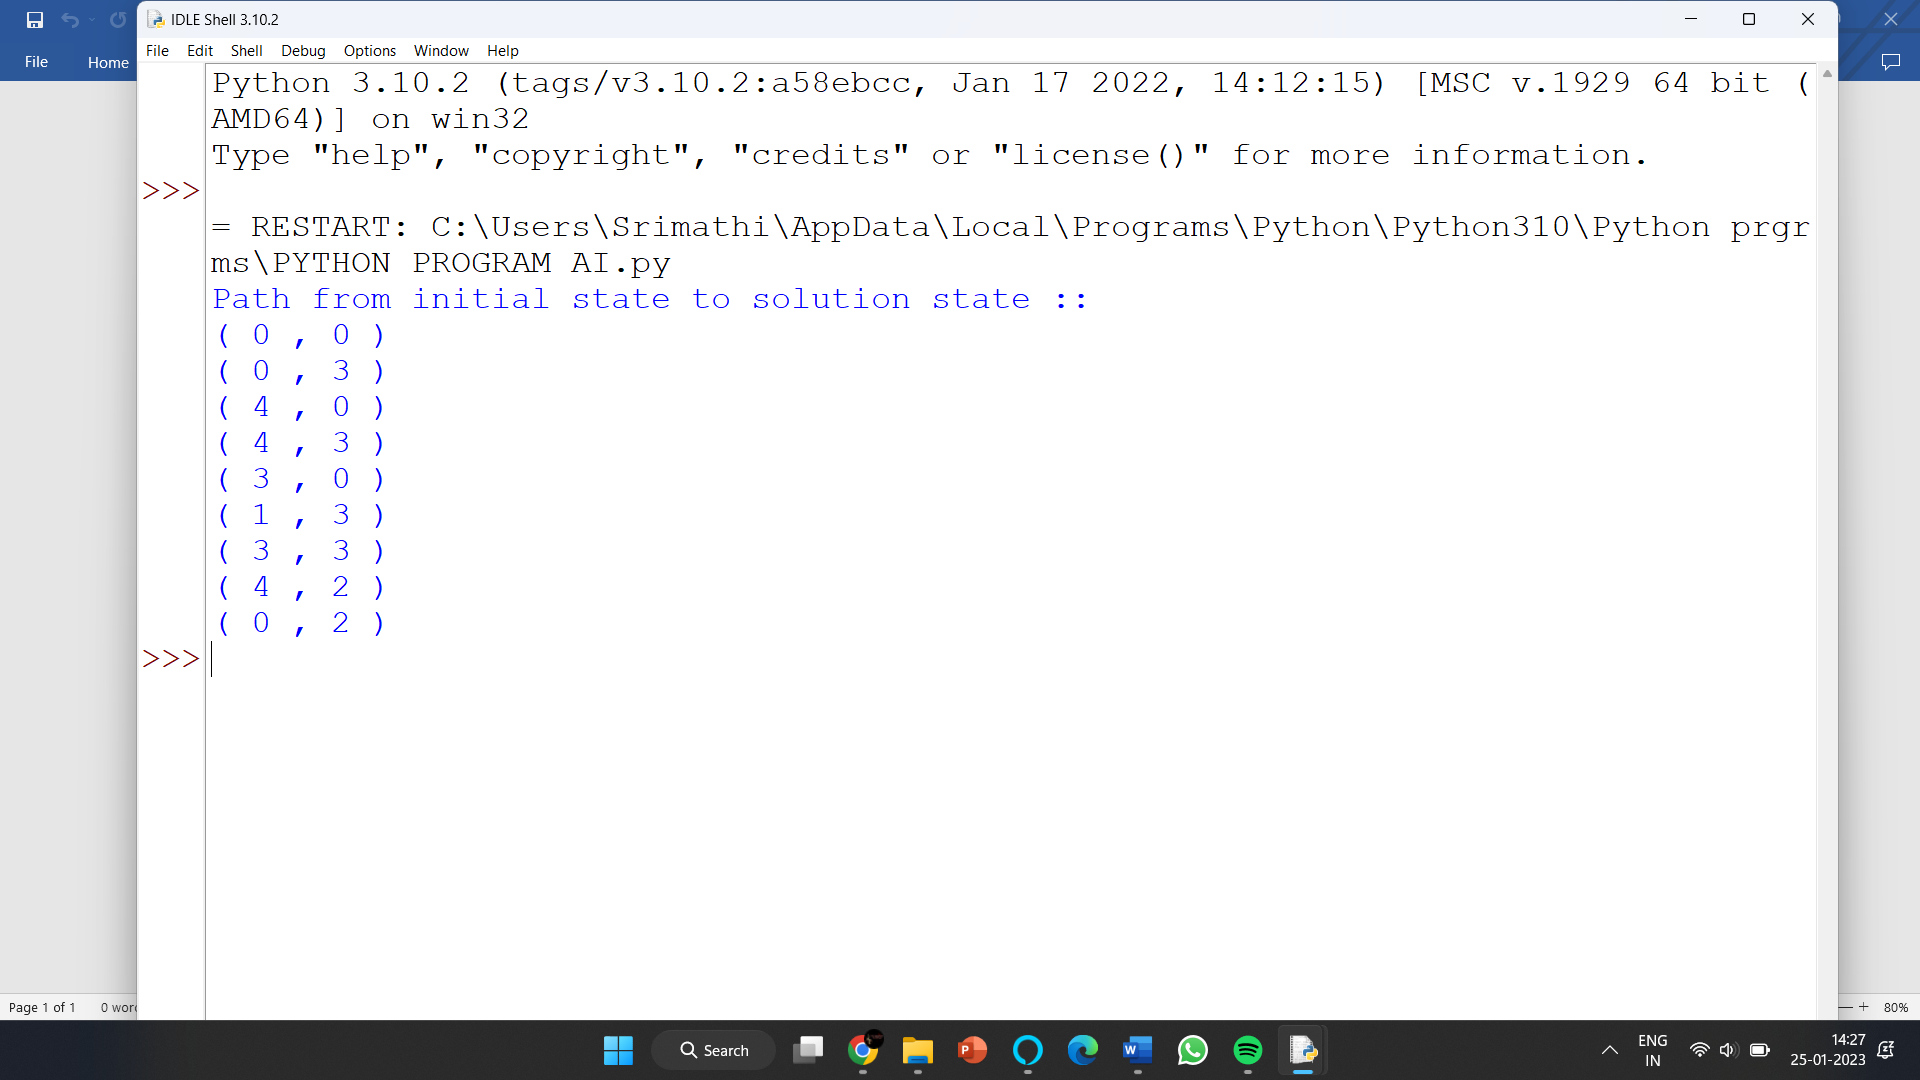 IDLE Shell 3.10.2
File Home
File Edit Shell Debug Options Window Help
Python 3.10.2 (tags/v3.10.2:a58ebcc, Jan 17 2022, 14:12:15) [MSC v.1929 64 bit (
AMD64)] on win32
Type "help", "copyright", "credits" or "license()" for more information.
>>>
= RESTART: C:\Users\Srimathi\AppData\Local\Programs\Python\Python310\Python prgr
ms\PYTHON PROGRAM AI.py
Path from initial state to solution state ::
( 0 , 0 )
( 0 , 3 )
( 4 , 0 )
( 4 , 3 )
( 3 , 0 )
( 1 , 3 )
( 3 , 3 )
( 4 , 2 )
( 0 , 2 )
>>>
Page 1 of 1 0 wor
80%
Search
ENG
IN
14:27
25-01-2023